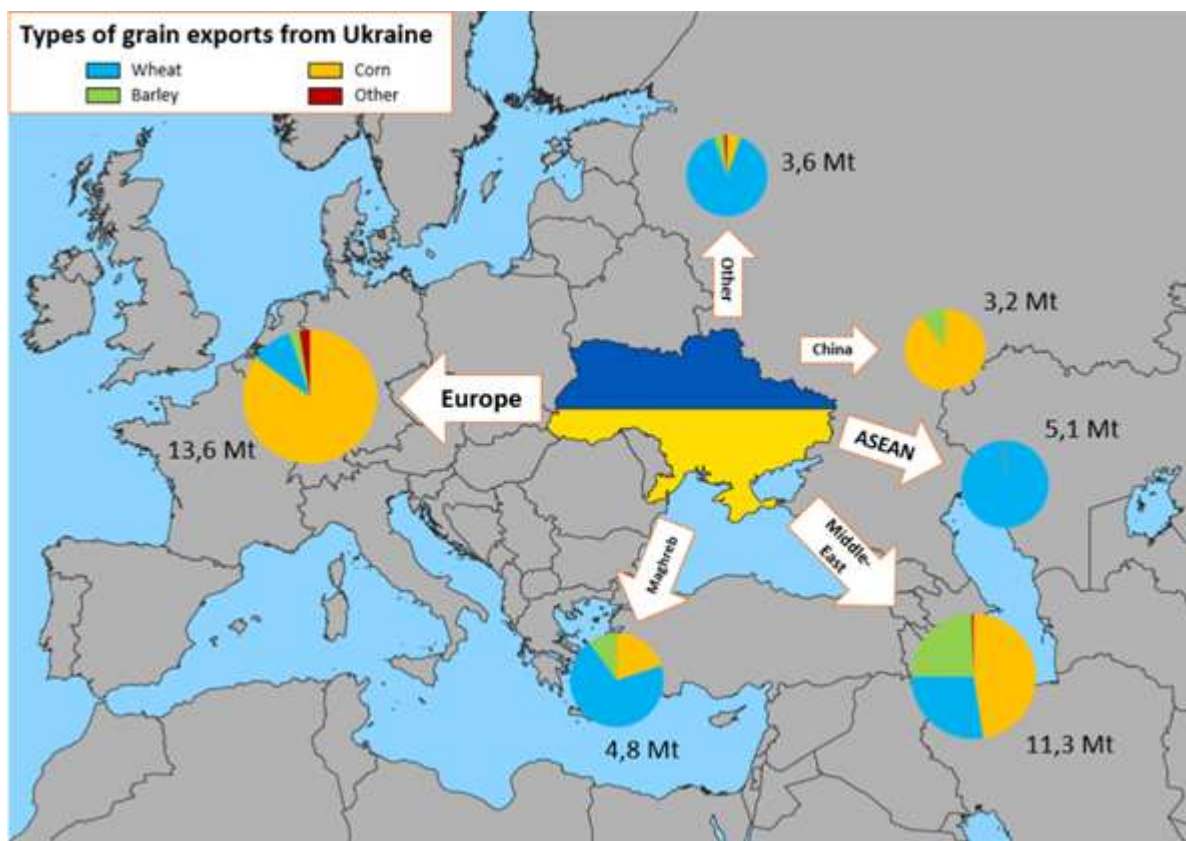 Types of grain exports from Ukraine
Wheat
Corn
Barley
Other
3,6 Mt
Other
3,2 Mt
China
Europe
13,6 Mt
ASEAN
5,1 Mt
Maghreb
Middle-
East
4,8 Mt
11,3 Mt